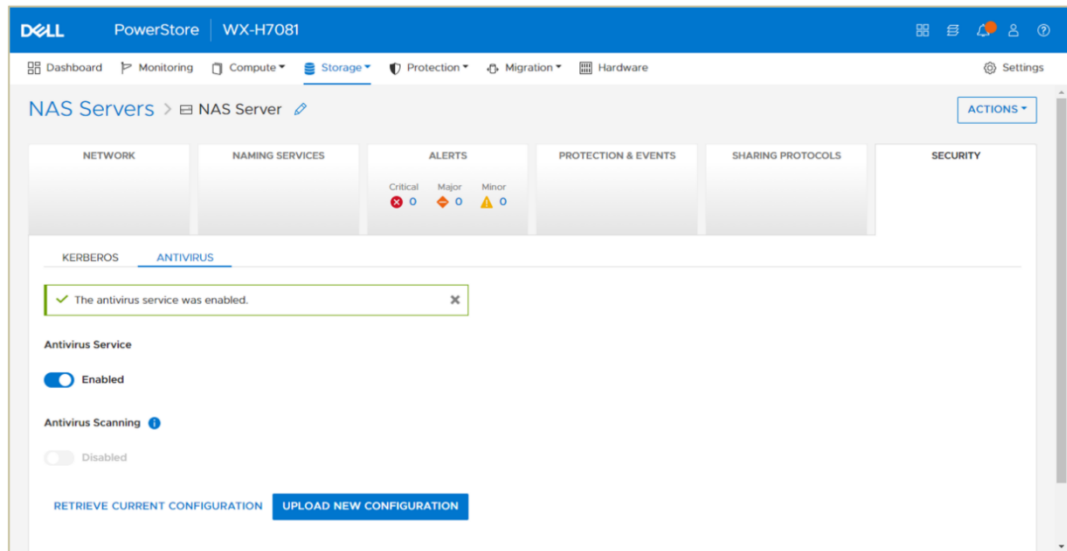 DELL PowerStore WX-H7081
Dashboard Monitoring Compute Storage Protection Migration Hardware Settings
NAS Servers > NAS Server ACTIONS
NETWORK NAMING SERVICES ALERTS PROTECTION & EVENTS SHARING PROTOCOLS SECURITY
Critical Major Minor
0 0 0
KERBEROS ANTIVIRUS
The antivirus service was enabled.
Antivirus Service
Enabled
Antivirus Scanning
Disabled
RETRIEVE CURRENT CONFIGURATION UPLOAD NEW CONFIGURATION